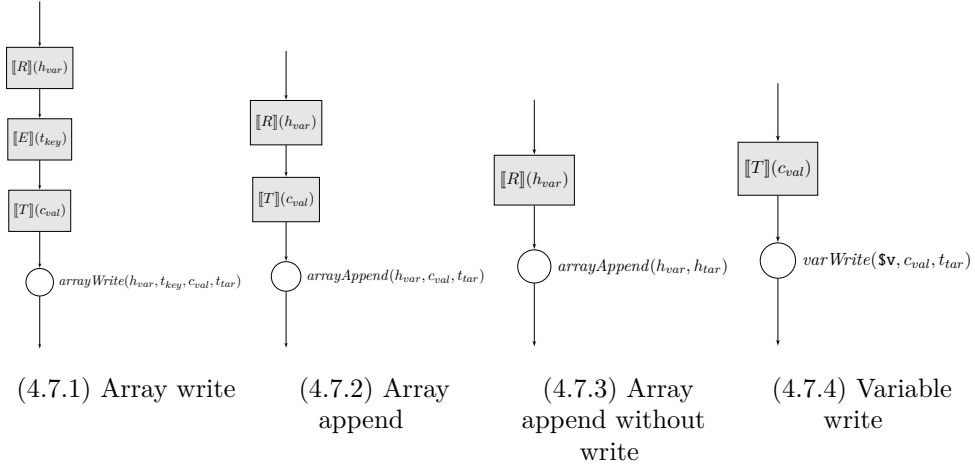 ⟦R⟧(h_var)
⟦E⟧(t_key)
⟦T⟧(c_val)
arrayWrite(h_var, t_key, c_val, t_tar)
(4.7.1) Array write
⟦R⟧(h_var)
⟦T⟧(c_val)
arrayAppend(h_var, c_val, t_tar)
(4.7.2) Array
append
⟦R⟧(h_var)
arrayAppend(h_var, h_tar)
(4.7.3) Array
append without
write
⟦T⟧(c_val)
varWrite($v, c_val, t_tar)
(4.7.4) Variable
write